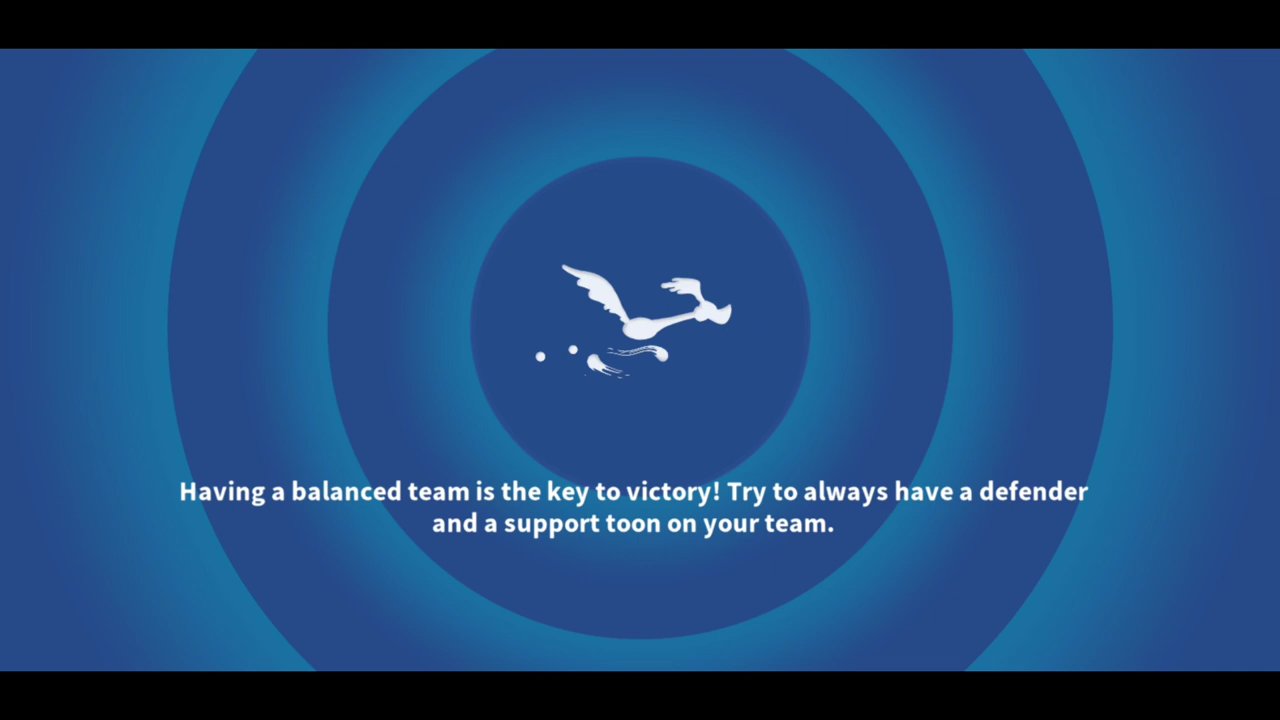 Having a balanced team is the key to victory! Try to always have a defender
and a support toon on your team.